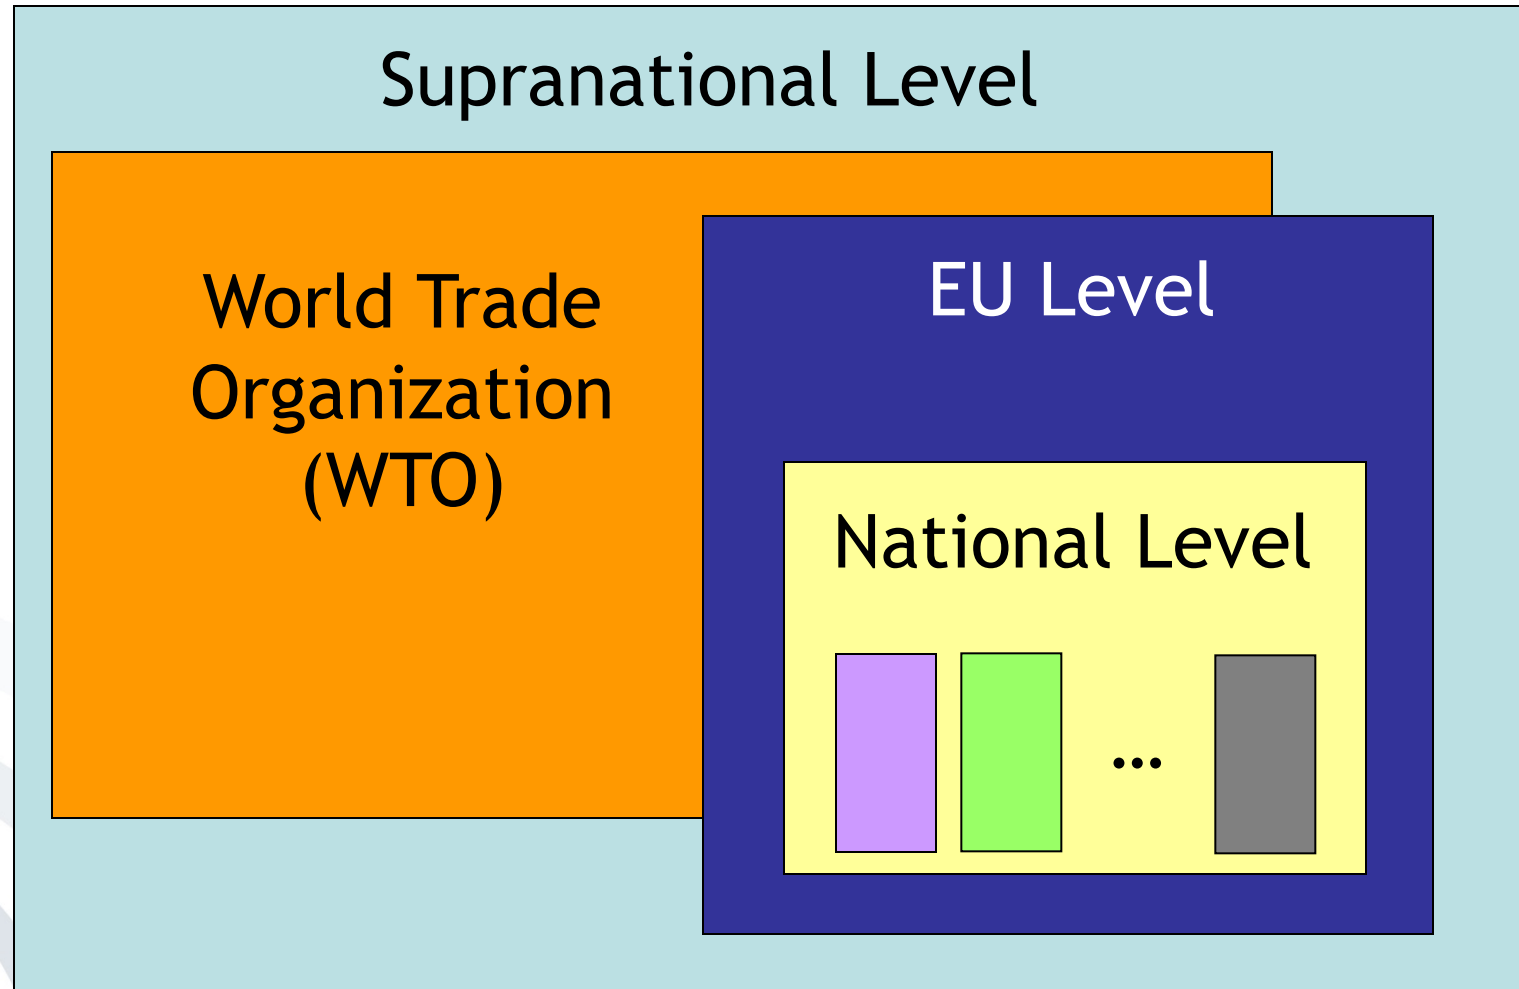 Supranational Level
World Trade
Organization
(WTO)
EU Level
National Level
...